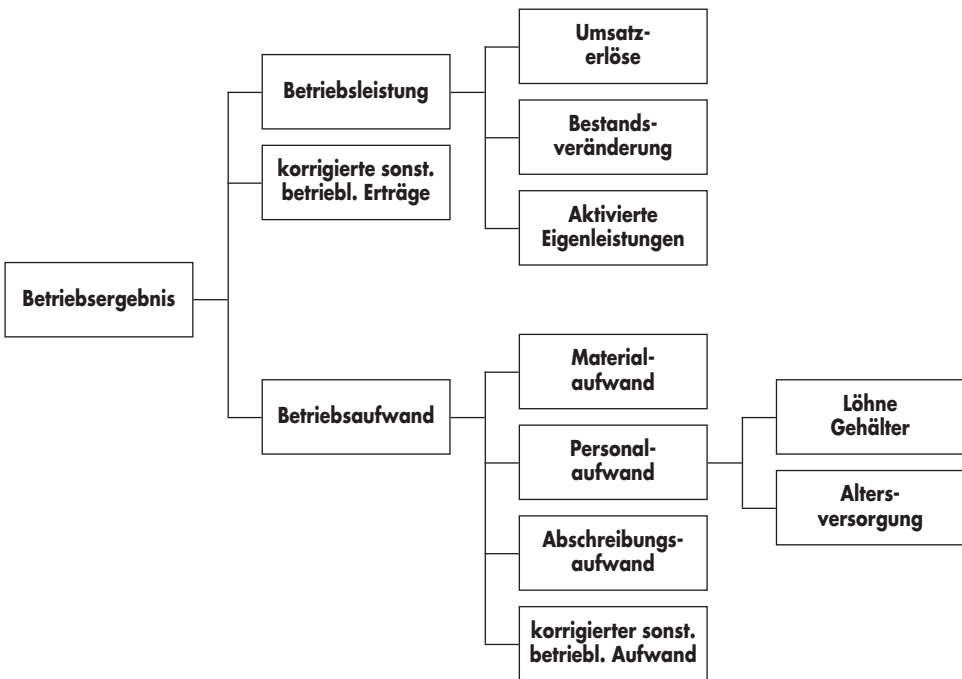 Umsatz-
erlöse
Betriebsleistung
Bestands-
veränderung
korrigierte sonst.
betriebl. Erträge
Aktivierte
Eigenleistungen
Betriebsergebnis
Material-
aufwand
Betriebsaufwand
Löhne
Gehälter
Personal-
aufwand
Alters-
versorgung
Abschreibungs-
aufwand
korrigierter sonst.
betriebl. Aufwand